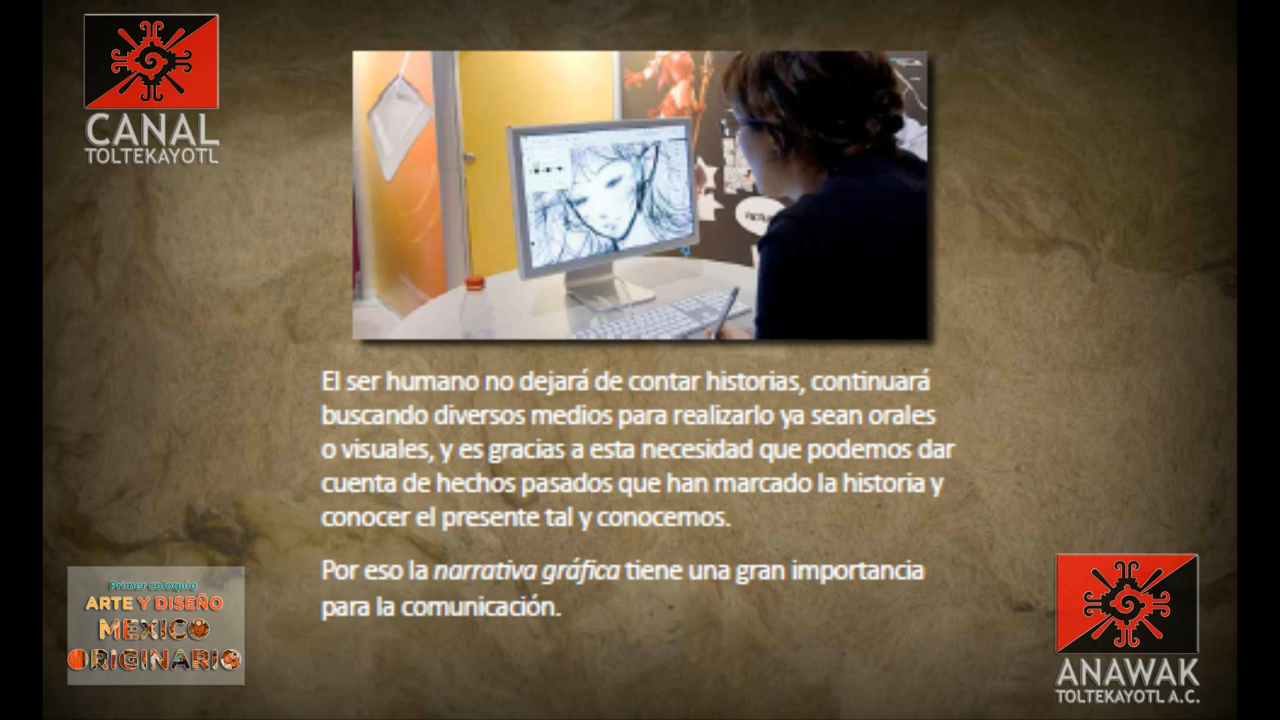 CANAL
TOLTEKAYOTL
El ser humano no dejará de contar historias, continuará
buscando diversos medios para realizarlo ya sean orales
o visuales, y es gracias a esta necesidad que podemos dar
cuenta de hechos pasados que han marcado la historia y
conocer el presente tal y conocemos.
Por eso la narrativa gráfica tiene una gran importancia
para la comunicación.
Primer coloquio
ARTE Y DISEÑO
MEXICO
ORIGINARIO
ANAWAK
TOLTEKAYOTL A.C.